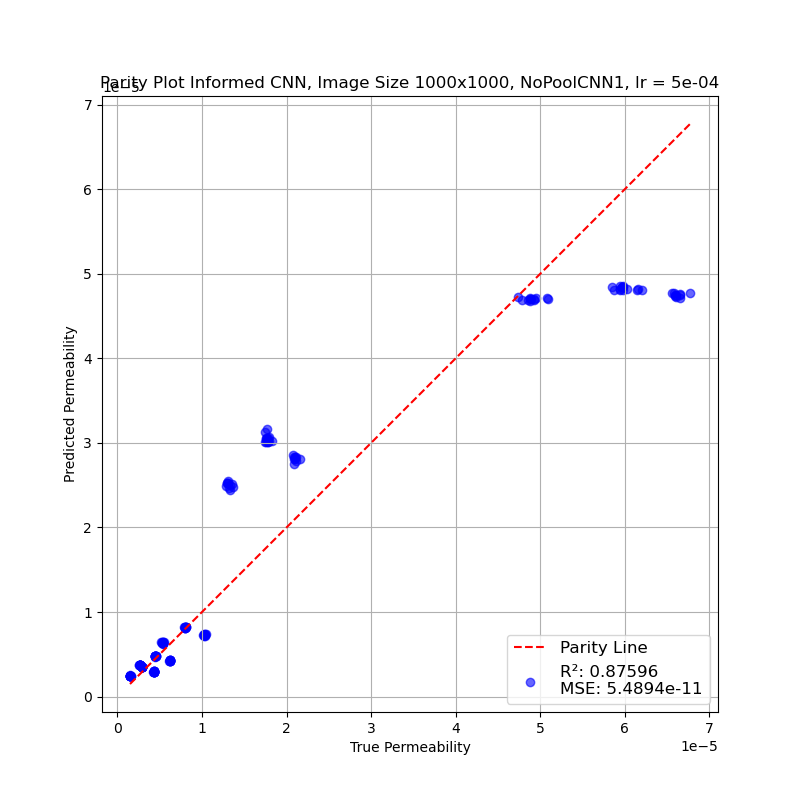 Parity Plot Informed CNN, Image Size 1000x1000, NoPoolCNN1, lr = 5e-04
1e−5
7
6
5
4
3
2
1
0
Predicted Permeability
Parity Line
R²: 0.87596
MSE: 5.4894e-11
0 1 2 3 4 5 6 7
1e−5
True Permeability